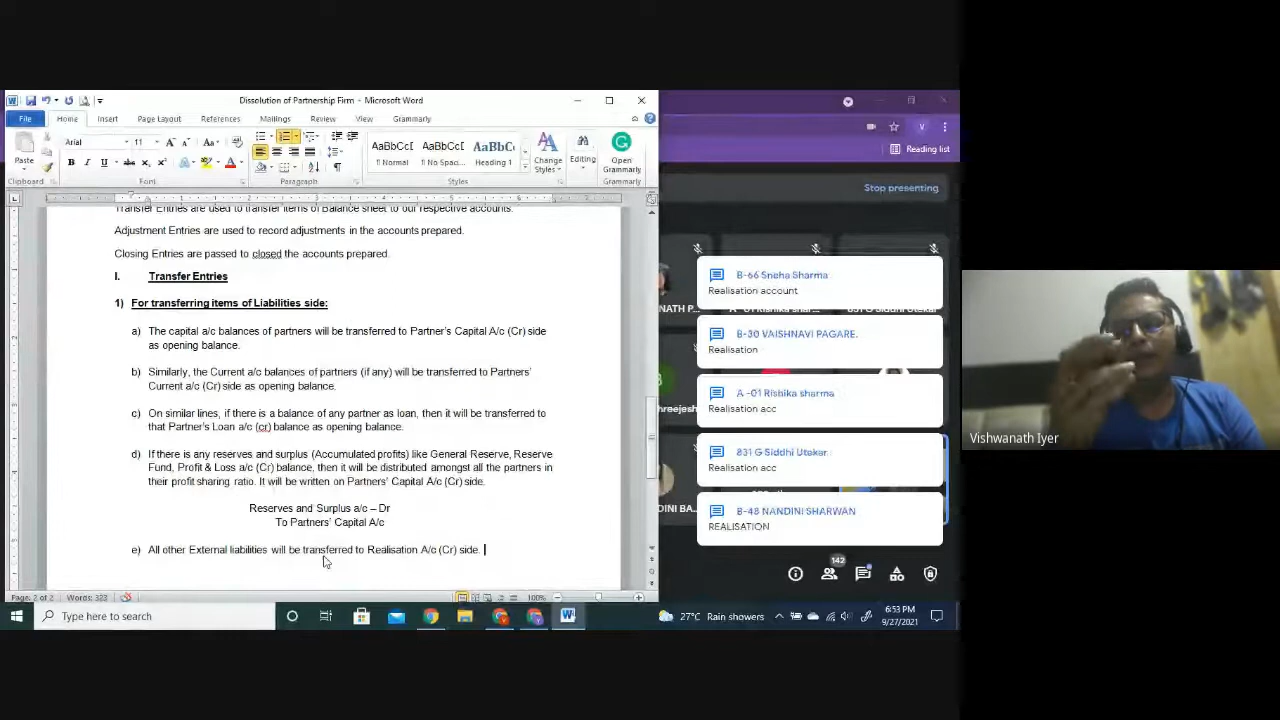 Dissolution of Partnership Firm - Microsoft Word
File Home Insert Page Layout References Mailings Review View Grammarly
Paste
Arial 11
AaBbCcI AaBbCcI AaBbC
¶ Normal ¶ No Spac... Heading 1
Change Styles
Editing
Open Grammarly
Clipboard Font Paragraph Styles Grammarly
Reading list
Stop presenting
Transfer Entries are used to transfer items of Balance sheet to our respective accounts.
Adjustment Entries are used to record adjustments in the accounts prepared.
Closing Entries are passed to closed the accounts prepared.
I. Transfer Entries
1) For transferring items of Liabilities side:
a) The capital a/c balances of partners will be transferred to Partner's Capital A/c (Cr) side
as opening balance.
b) Similarly, the Current a/c balances of partners (if any) will be transferred to Partners'
Current a/c (Cr) side as opening balance.
c) On similar lines, if there is a balance of any partner as loan, then it will be transferred to
that Partner's Loan a/c (cr) balance as opening balance.
d) If there is any reserves and surplus (Accumulated profits) like General Reserve, Reserve
Fund, Profit & Loss a/c (Cr) balance, then it will be distributed amongst all the partners in
their profit sharing ratio. It will be written on Partners' Capital A/c (Cr) side.
Reserves and Surplus a/c – Dr
To Partners' Capital A/c
e) All other External liabilities will be transferred to Realisation A/c (Cr) side.
Page: 2 of 2 Words: 323
100%
B-66 Sneha Sharma
Realisation account
B-30 VAISHNAVI PAGARE.
Realisation
A -01 Rishika sharma
Realisation acc
831 G Siddhi Utekar
Realisation acc
B-48 NANDINI SHARWAN
REALISATION
142
Type here to search
27°C Rain showers
6:53 PM
9/27/2021
Vishwanath Iyer